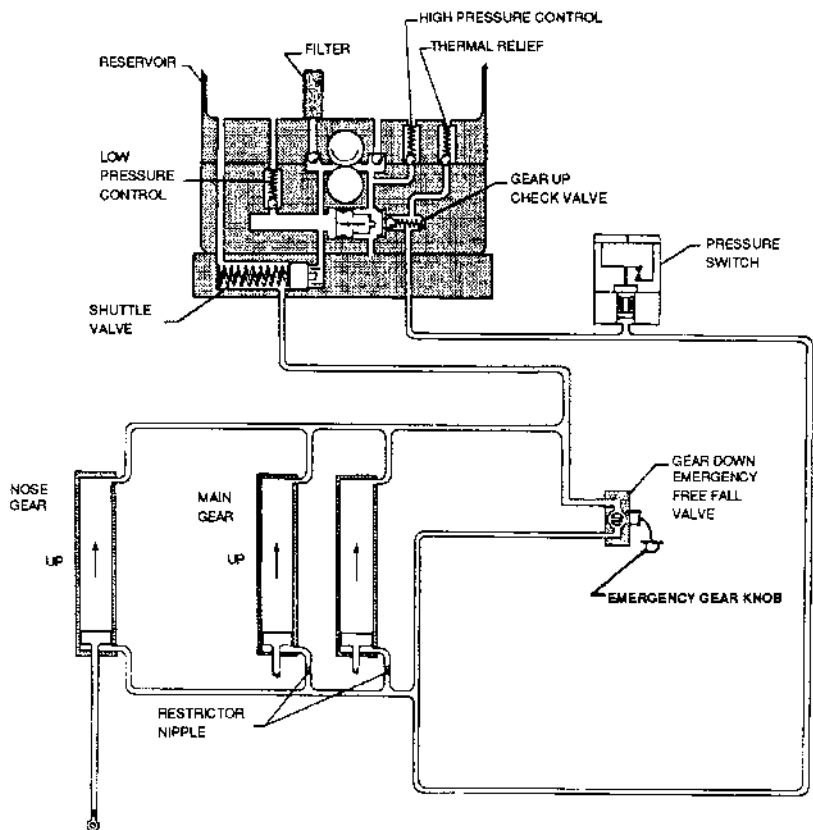 HIGH PRESSURE CONTROL
THERMAL RELIEF
FILTER
RESERVOIR
LOW
PRESSURE
CONTROL
GEAR UP
CHECK VALVE
PRESSURE
SWITCH
SHUTTLE
VALVE
NOSE
GEAR
UP
MAIN
GEAR
UP
GEAR DOWN
EMERGENCY
FREE FALL
VALVE
EMERGENCY GEAR KNOB
RESTRICTOR
NIPPLE